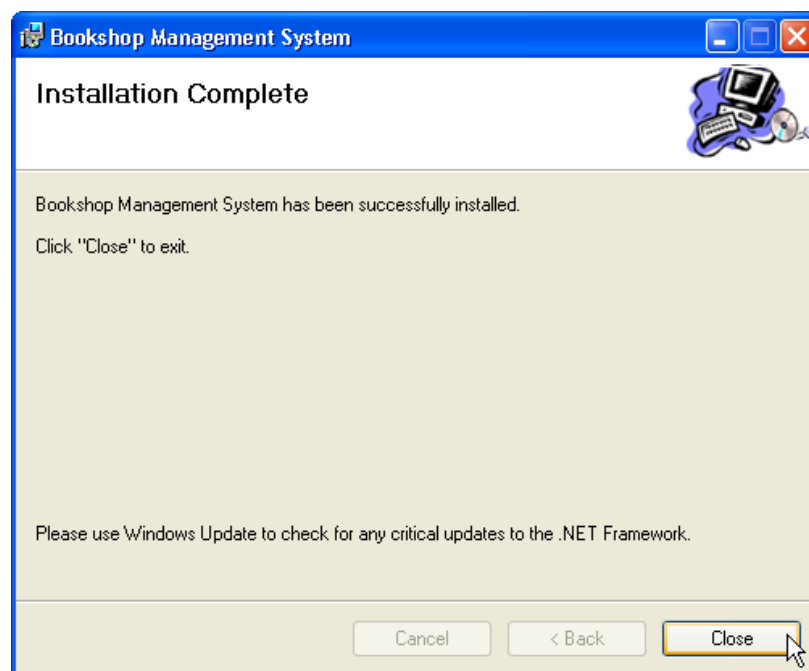 Bookshop Management System
Installation Complete
Bookshop Management System has been successfully installed.
Click "Close" to exit.
Please use Windows Update to check for any critical updates to the .NET Framework.
Cancel < Back Close